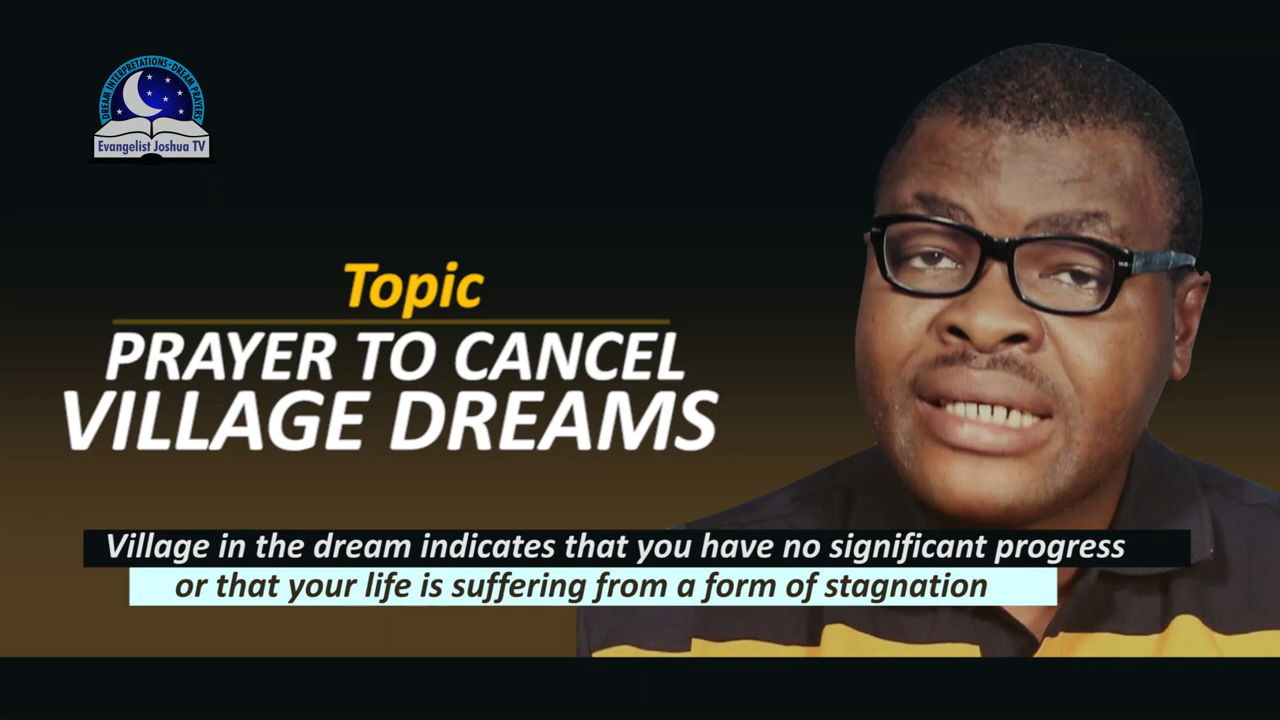 DREAM INTERPRETATIONS-DREAM PRAYERS
Evangelist Joshua TV
Topic
PRAYER TO CANCEL
VILLAGE DREAMS
Village in the dream indicates that you have no significant progress
or that your life is suffering from a form of stagnation